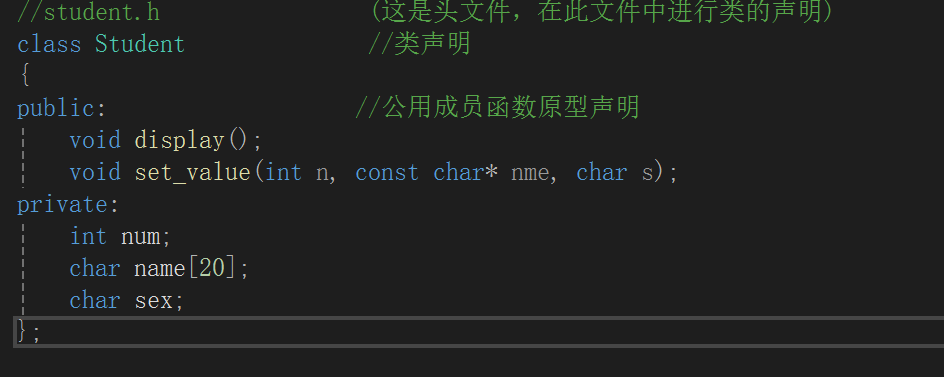 //student.h                 (这是头文件，在此文件中进行类的声明)
class Student              //类声明
{
public:                    //公用成员函数原型声明
    void display();
    void set_value(int n, const char* nme, char s);
private:
    int num;
    char name[20];
    char sex;
};